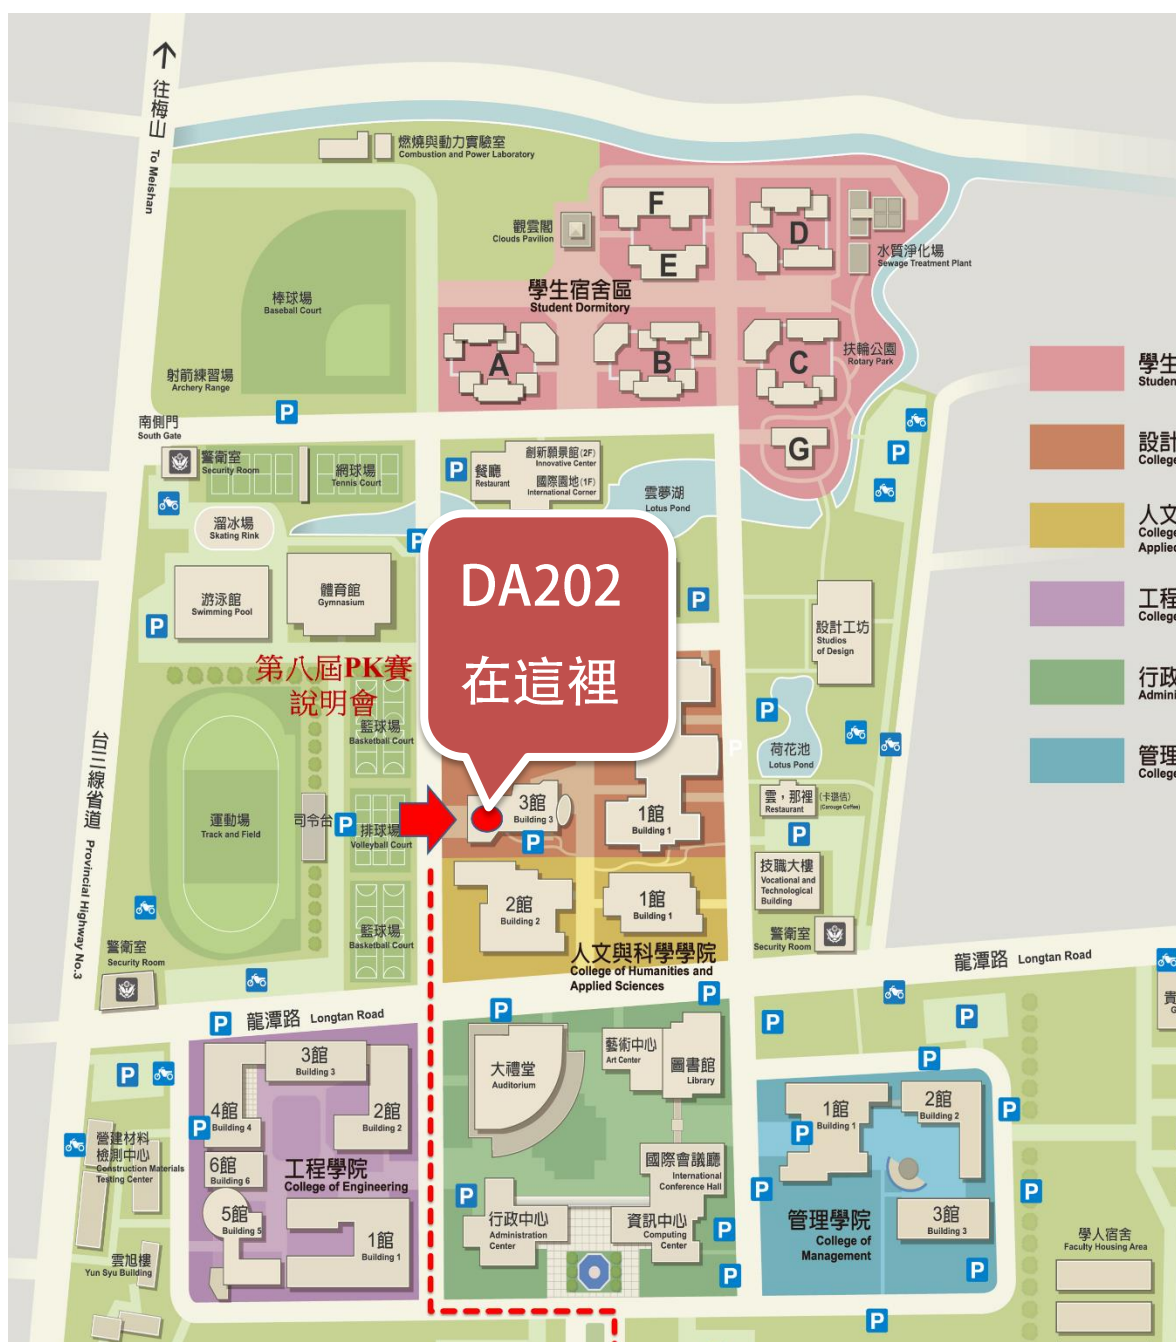 往梅山
To Meishan
燃燒與動力實驗室
Combustion and Power Laboratory
觀雲閣
Clouds Pavilion
F
E
D
水質淨化場
Sewage Treatment Plant
學生宿舍區
Student Dormitory
棒球場
Baseball Court
A
B
C
扶輪公園
Rotary Park
射箭練習場
Archery Range
P
南側門
South Gate
警衛室
Security Room
網球場
Tennis Court
P
餐廳
Restaurant
創新願景館(2F)
Innovative Center
國際園地(1F)
International Corner
雲夢湖
Lotus Pond
G
P
溜冰場
Skating Rink
P
游泳館
Swimming Pool
體育館
Gymnasium
P
P
DA202
在這裡
設計工坊
Studios
of Design
第八屆PK賽
說明會
籃球場
Basketball Court
P
P
荷花池
Lotus Pond
台三線省道
Provincial Highway No.3
運動場
Track and Field
司令台
P
排球場
Volleyball Court
3館
Building 3
P
1館
Building 1
雲，那裡
Restaurant
P
技職大樓
Vocational and
Technological
Building
2館
Building 2
1館
Building 1
籃球場
Basketball Court
警衛室
Security Room
警衛室
Security Room
人文與科學學院
College of Humanities and
Applied Sciences
龍潭路 Longtan Road
P
P
P
P
P
龍潭路 Longtan Road
3館
Building 3
4館
Building 4
P
2館
Building 2
6館
Building 6
5館
Building 5
1館
Building 1
工程學院
College of Engineering
P
營建材料
檢測中心
Construction Materials
Testing Center
雲旭樓
Yun Syu Building
大禮堂
Auditorium
藝術中心
Art Center
圖書館
Library
國際會議廳
International
Conference Hall
P
行政中心
Administration
Center
資訊中心
Computing
Center
P
P
P
1館
Building 1
P
2館
Building 2
P
P
P
3館
Building 3
管理學院
College of
Management
P
P
P
學人宿舍
Faculty Housing Area
學生
Studen
設計
College
人文
College
Applied
工程
College
行政
Admini
管理
College
貴
G